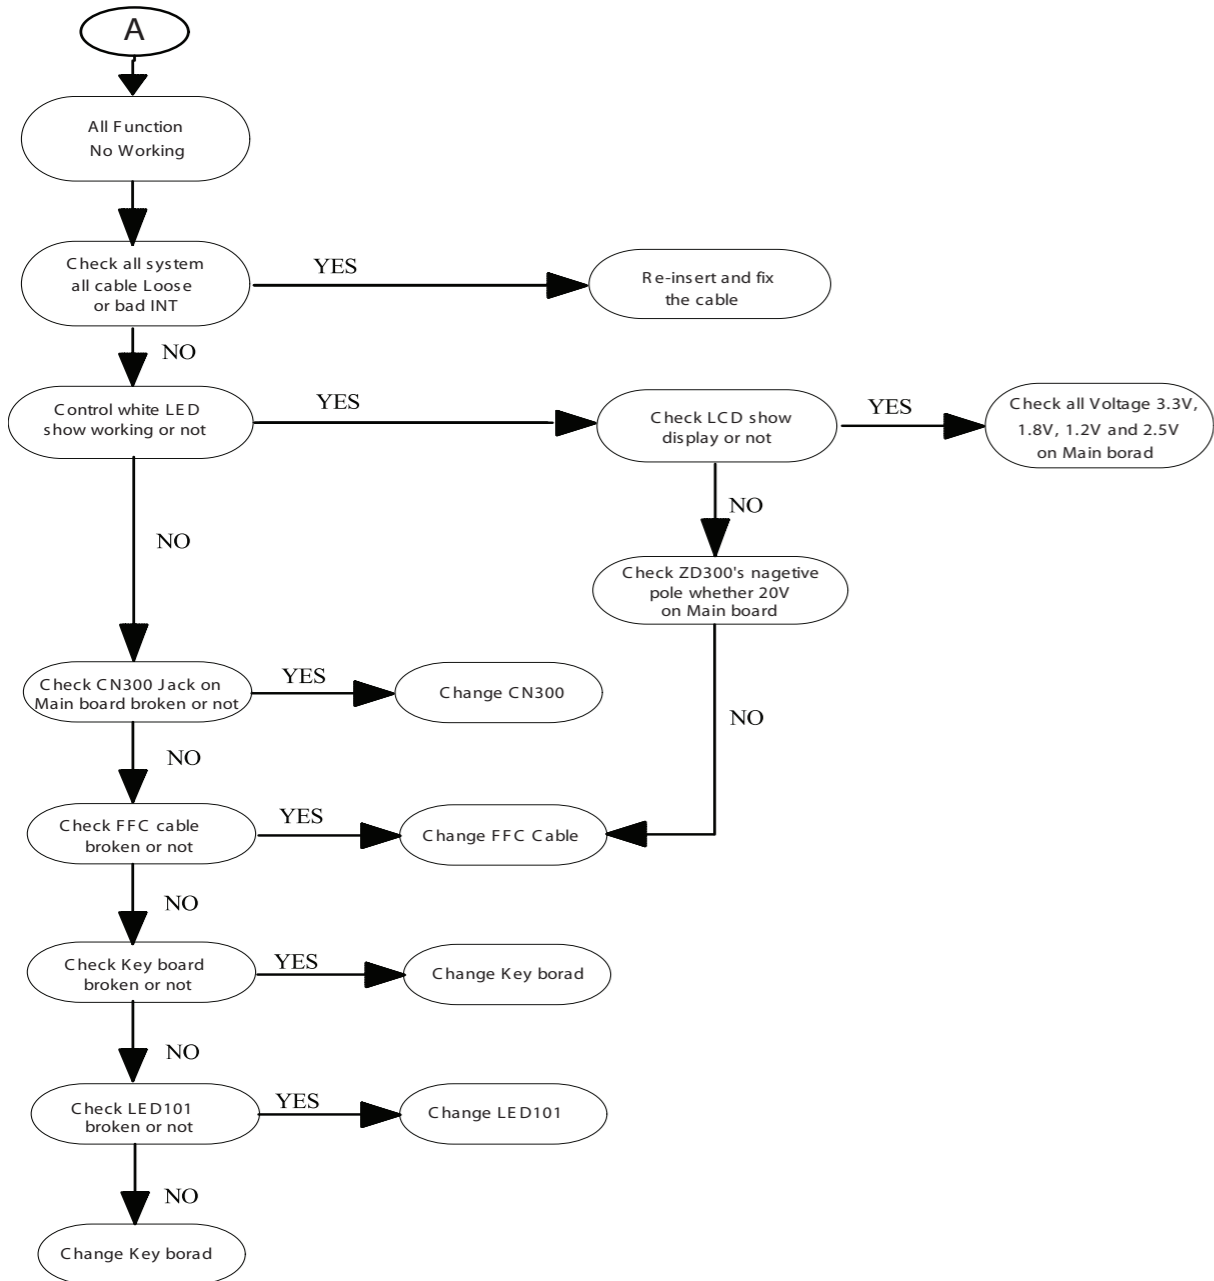 A
All Function
No Working
Check all system
all cable Loose
or bad INT
YES
Re-insert and fix
the cable
NO
Control white LED
show working or not
YES
Check LCD show
display or not
YES
Check all Voltage 3.3V,
1.8V, 1.2V and 2.5V
on Main borad
NO
NO
Check ZD300's nagetive
pole whether 20V
on Main board
NO
Check CN300 Jack on
Main board broken or not
YES
Change CN300
NO
Check FFC cable
broken or not
YES
Change FFC Cable
NO
Check Key board
broken or not
YES
Change Key borad
NO
Check LED101
broken or not
YES
Change LED101
NO
Change Key borad